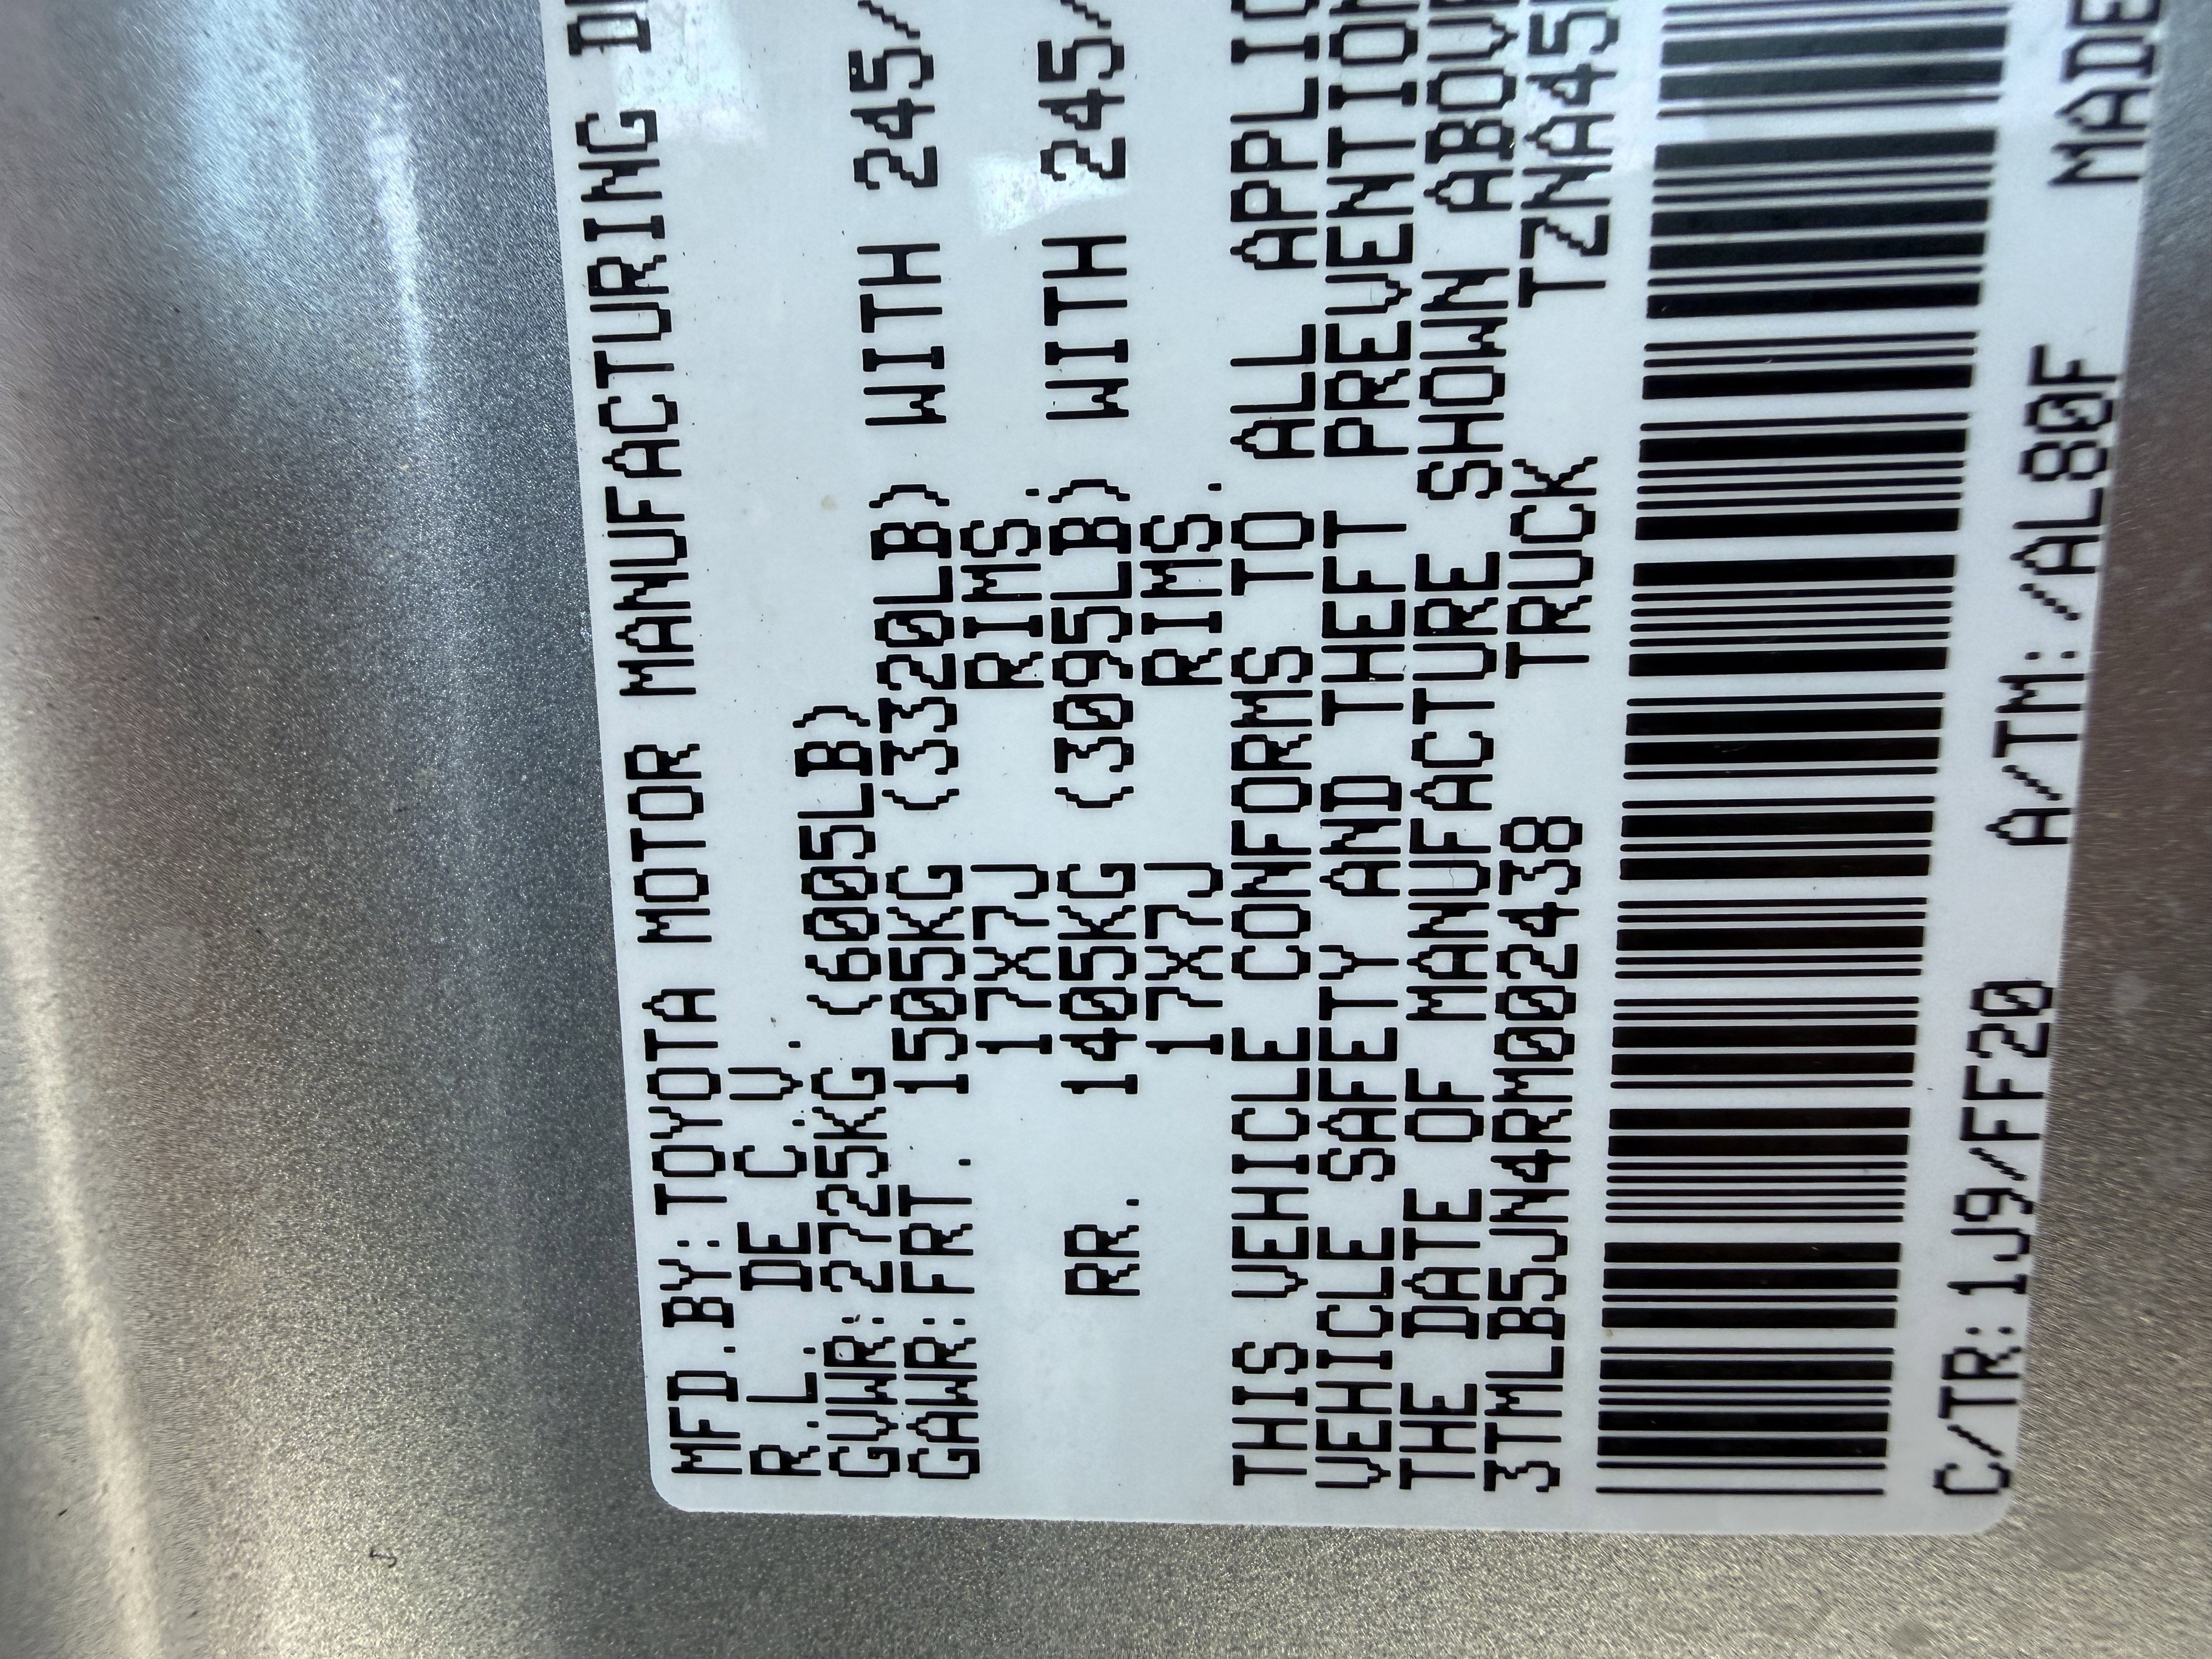 MFD.BY:TOYOTA MOTOR MANUFACTURING
R.L. DE C.V.
GVWR:2725KG (6005LB)
GAWR:FRT. 1505KG (3320LB) WITH 245/
17X7J RIMS.
RR. 1405KG (3095LB) WITH 245/
17X7J RIMS.
THIS VEHICLE CONFORMS TO ALL APPLIC
VEHICLE SAFETY AND THEFT PREVENTION
THE DATE OF MANUFACTURE SHOWN ABOV
3TMLB5JN4RM002438 TRUCK TZNA45
C/TR:1J9/FF20 A/TM:/AL80F MADE